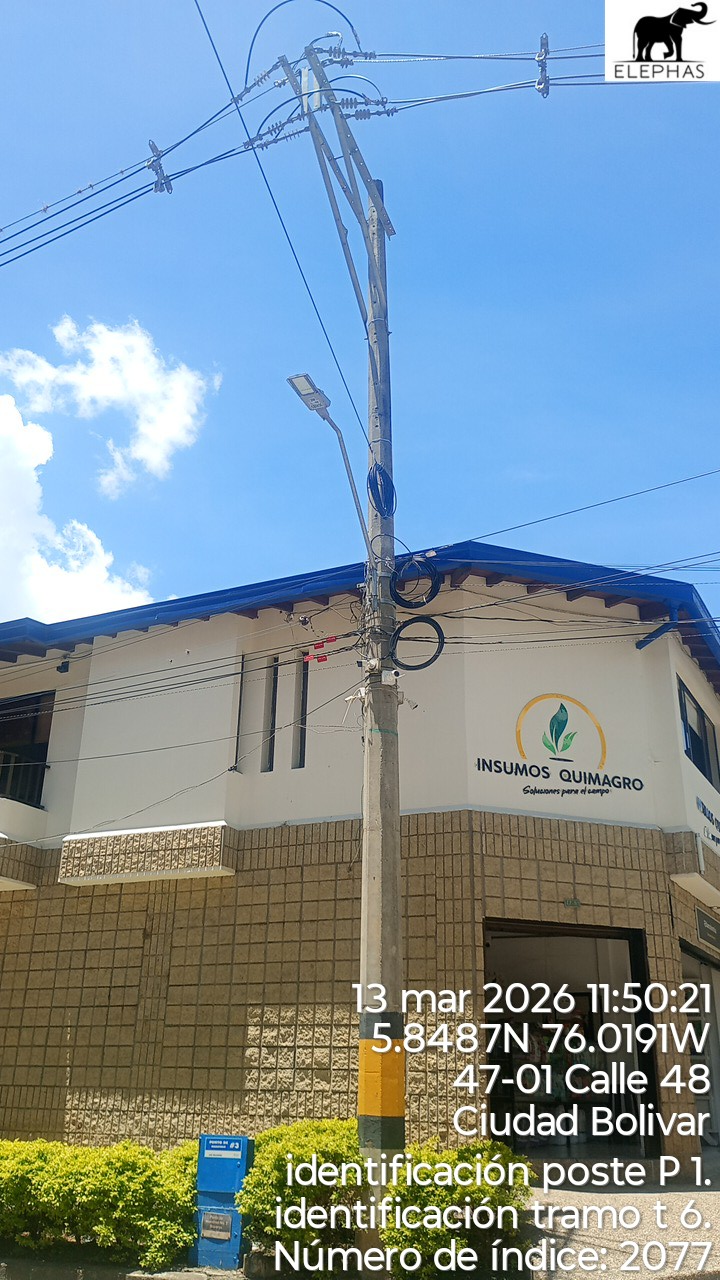 ELEPHAS
INSUMOS QUIMAGRO
Soluciones para el campo
#3
13 mar 2026 11:50:21
5.8487N 76.0191W
47-01 Calle 48
Ciudad Bolivar
identificación poste P 1.
identificación tramo t 6.
Número de índice: 2077